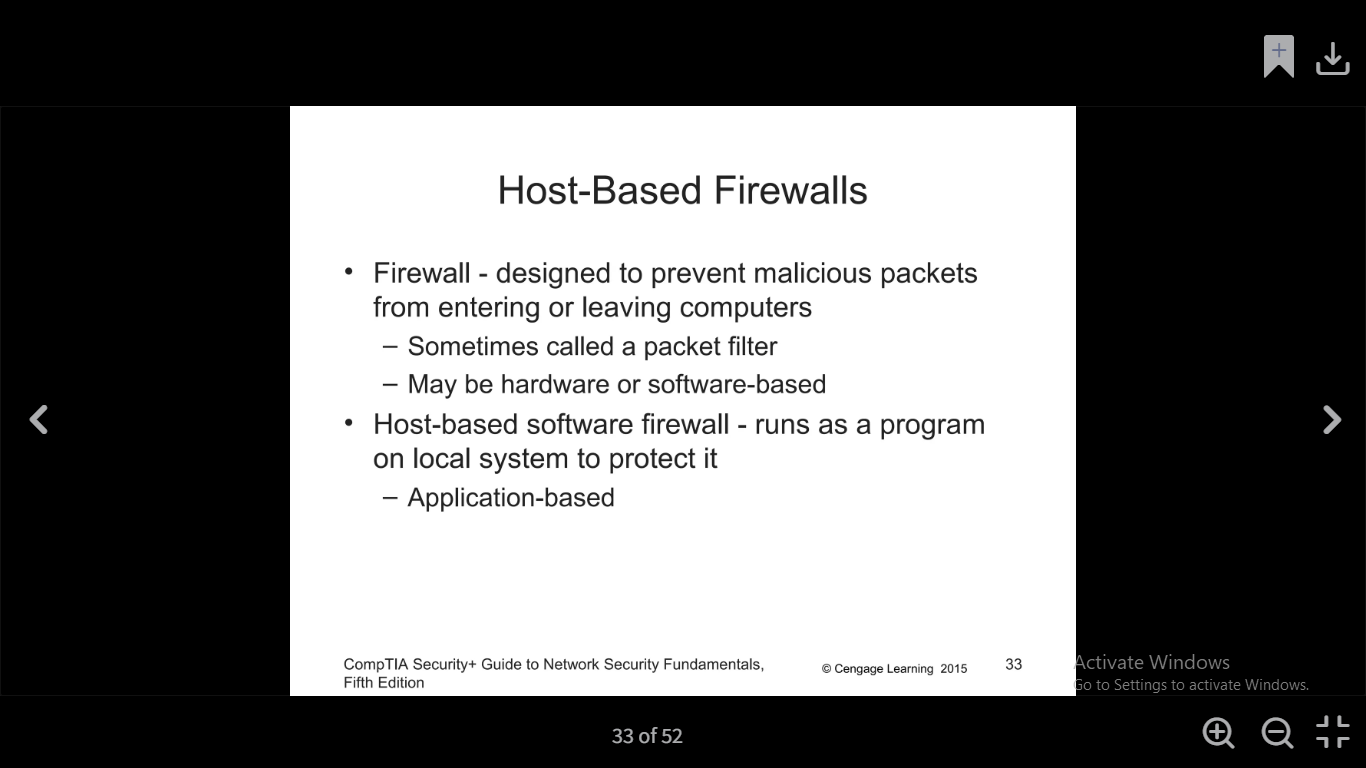 Host-Based Firewalls
• Firewall - designed to prevent malicious packets
from entering or leaving computers
– Sometimes called a packet filter
– May be hardware or software-based
• Host-based software firewall - runs as a program
on local system to protect it
– Application-based
CompTIA Security+ Guide to Network Security Fundamentals,
Fifth Edition
© Cengage Learning 2015
33
Activate Windows
Go to Settings to activate Windows.
33 of 52